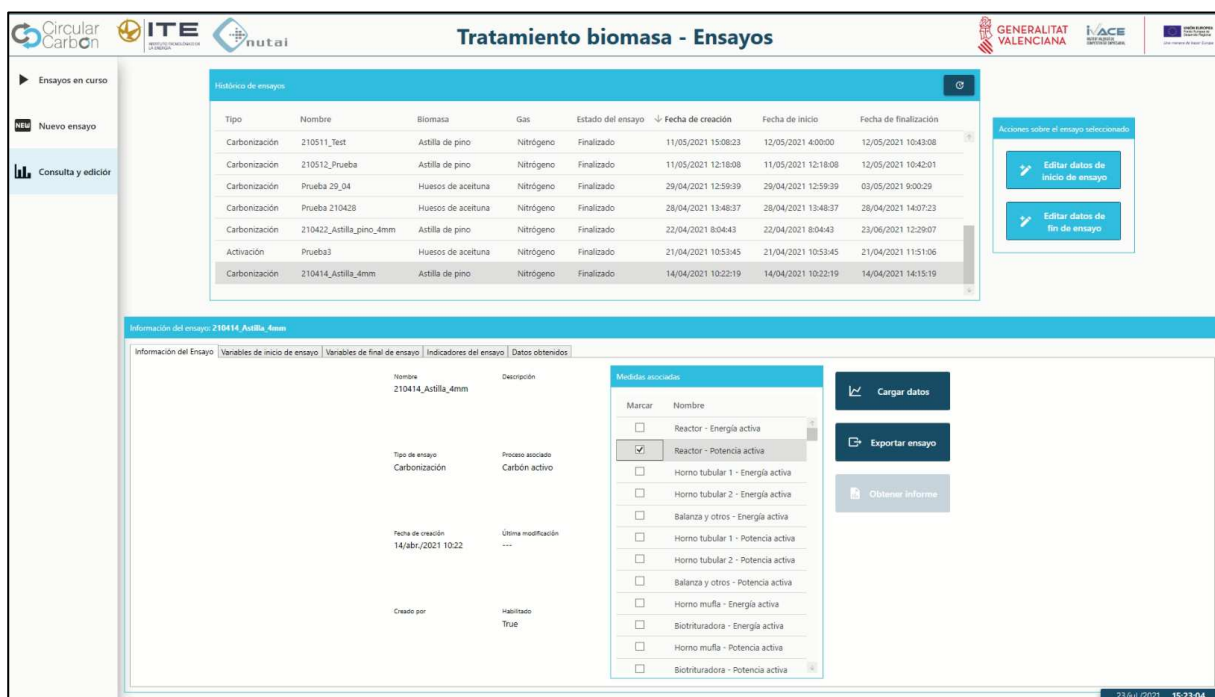 Circular Carbon
ITE
INSTITUTO TECNOLÓGICO DE LA ENERGÍA
nutai
Tratamiento biomasa - Ensayos
GENERALITAT VALENCIANA
IVACE
UNIÓN EUROPEA
Ensayos en curso
NEW Nuevo ensayo
Consulta y edición
Histórico de ensayos
Tipo Nombre Biomasa Gas Estado del ensayo Fecha de creación Fecha de inicio Fecha de finalización
Carbonización 210511_Test Astilla de pino Nitrógeno Finalizado 11/05/2021 15:08:23 12/05/2021 4:00:00 12/05/2021 10:43:08
Carbonización 210512_Prueba Astilla de pino Nitrógeno Finalizado 11/05/2021 12:18:08 11/05/2021 12:18:08 12/05/2021 10:42:01
Carbonización Prueba 29_04 Huesos de aceituna Nitrógeno Finalizado 29/04/2021 12:59:39 29/04/2021 12:59:39 03/05/2021 9:00:29
Carbonización Prueba 210428 Huesos de aceituna Nitrógeno Finalizado 28/04/2021 13:48:37 28/04/2021 13:48:37 28/04/2021 14:07:23
Carbonización 210422_Astilla_pino_4mm Astilla de pino Nitrógeno Finalizado 22/04/2021 8:04:43 22/04/2021 8:04:43 23/06/2021 12:29:07
Activación Prueba3 Huesos de aceituna Nitrógeno Finalizado 21/04/2021 10:53:45 21/04/2021 10:53:45 21/04/2021 11:51:06
Carbonización 210414_Astilla_4mm Astilla de pino Nitrógeno Finalizado 14/04/2021 10:22:19 14/04/2021 10:22:19 14/04/2021 14:15:19
Acciones sobre el ensayo seleccionado
Editar datos de inicio de ensayo
Editar datos de fin de ensayo
Información del ensayo: 210414_Astilla_4mm
Información del Ensayo Variables de inicio de ensayo Variables de final de ensayo Indicadores del ensayo Datos obtenidos
Nombre Descripción
210414_Astilla_4mm
Tipo de ensayo Proceso asociado
Carbonización Carbón activo
Fecha de creación Última modificación
14/abr./2021 10:22 ---
Creado por Habilitado
True
Medidas asociadas
Marcar Nombre
Reactor - Energía activa
Reactor - Potencia activa
Horno tubular 1 - Energía activa
Horno tubular 2 - Energía activa
Balanza y otros - Energía activa
Horno tubular 1 - Potencia activa
Horno tubular 2 - Potencia activa
Balanza y otros - Potencia activa
Horno mufla - Energía activa
Biotrituradora - Energía activa
Horno mufla - Potencia activa
Biotrituradora - Potencia activa
Cargar datos
Exportar ensayo
Obtener informe
23/jul./2021 15:23:04